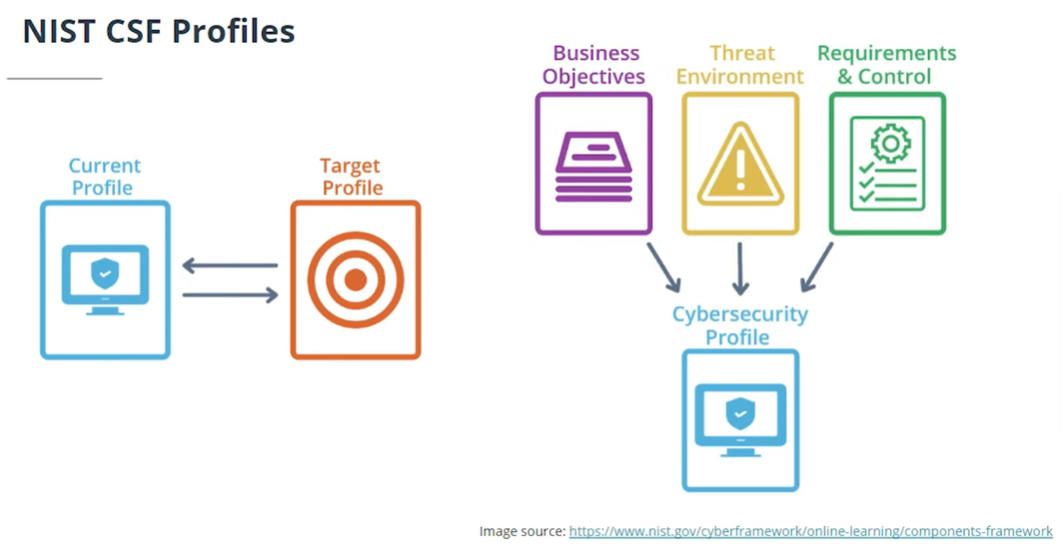 NIST CSF Profiles
Current
Profile
Target
Profile
Business
Objectives
Threat
Environment
Requirements
& Control
Cybersecurity
Profile
Image source: https://www.nist.gov/cyberframework/online-learning/components-framework